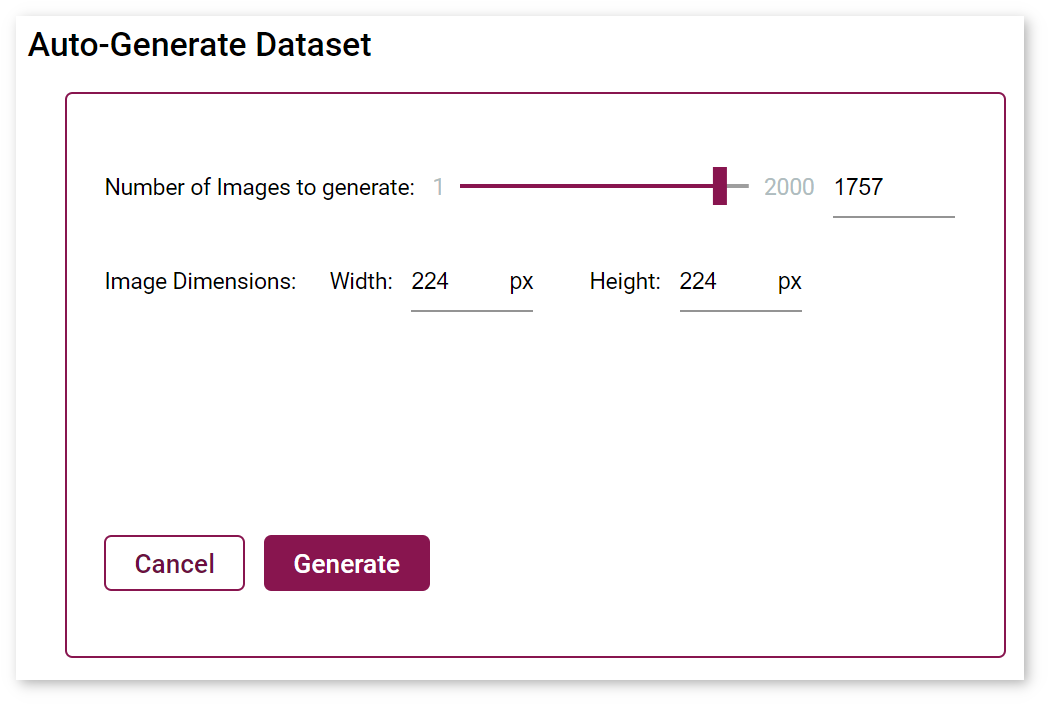 Auto-Generate Dataset
Number of Images to generate: 1 2000 1757
Image Dimensions: Width: 224 px Height: 224 px
Cancel Generate